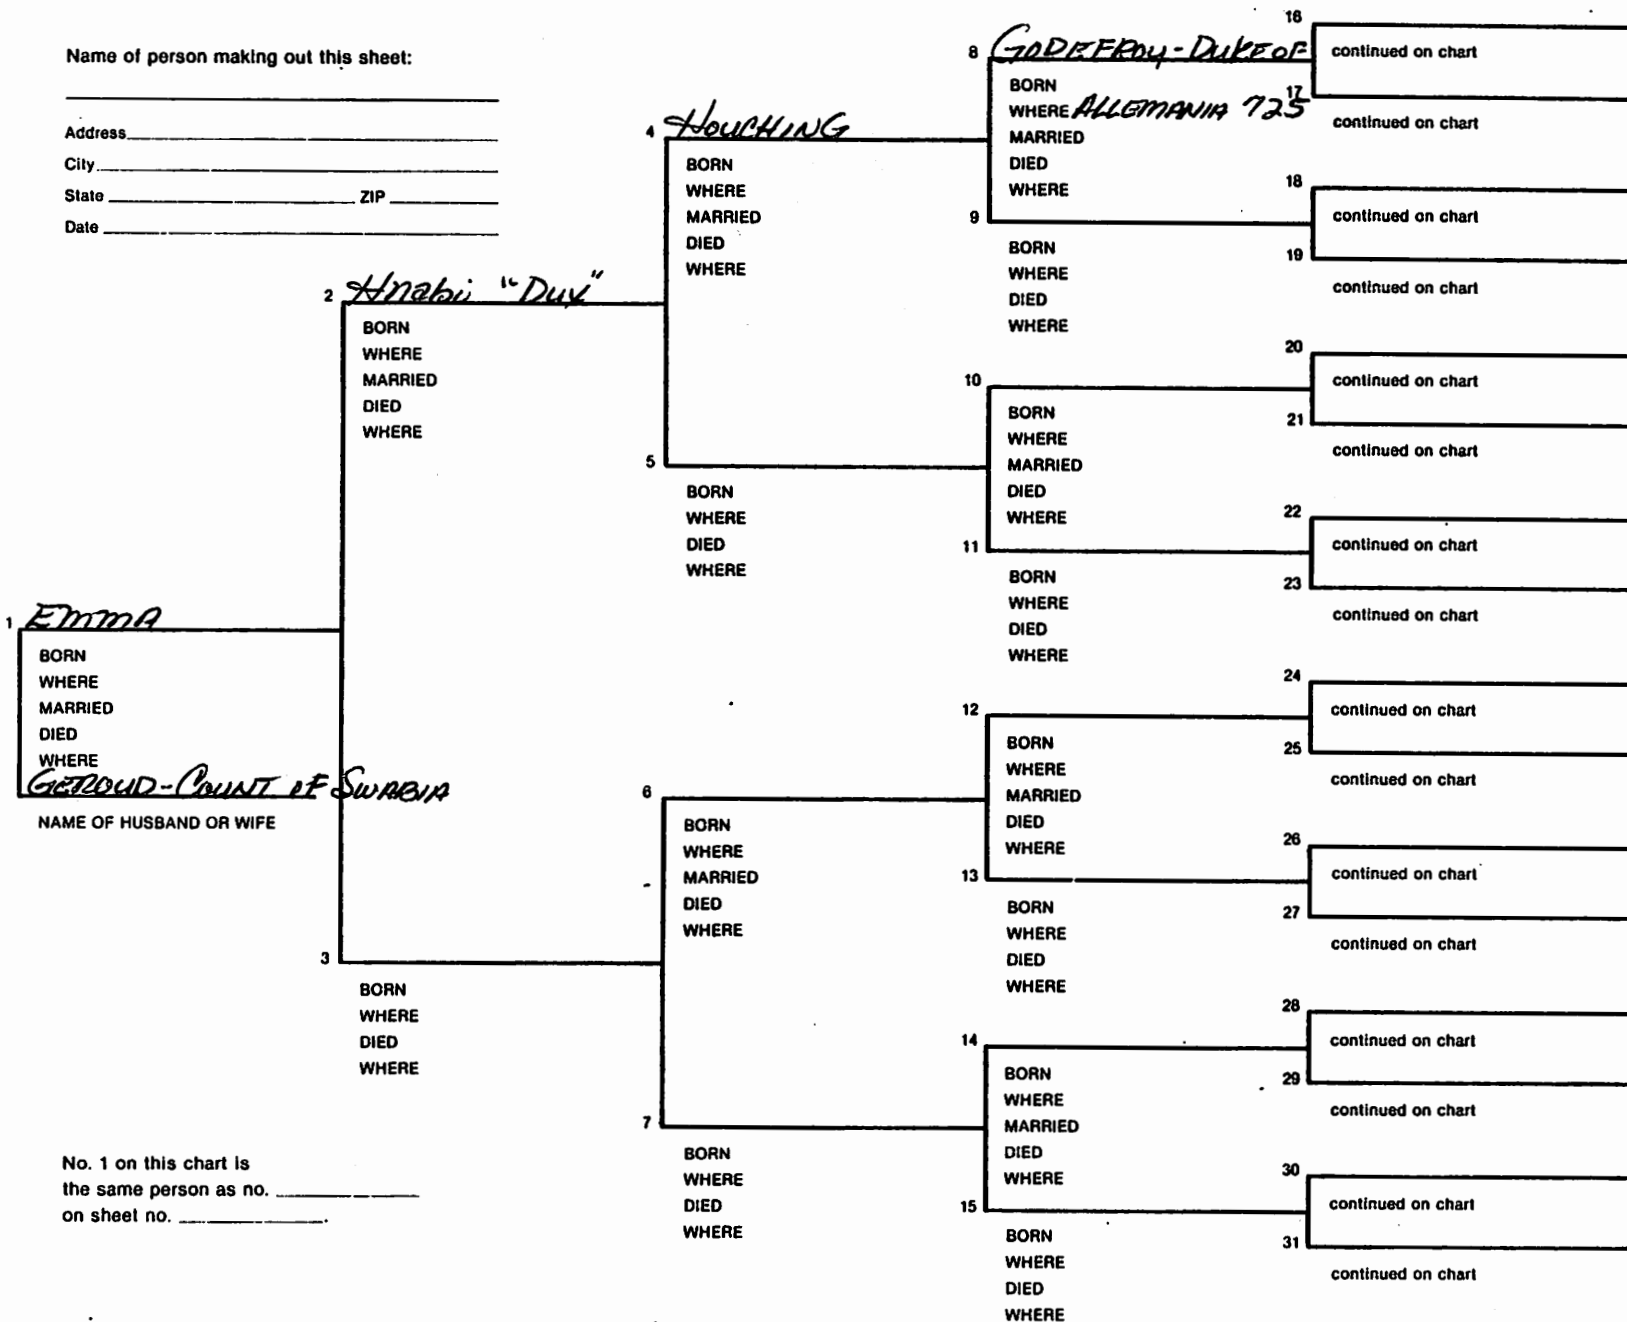 Name of person making out this sheet:
Address
City
State ZIP
Date
1 EMMA
BORN
WHERE
MARRIED
DIED
WHERE
GEROUD-COUNT OF SWABIA
NAME OF HUSBAND OR WIFE
No. 1 on this chart is
the same person as no.
on sheet no.
2 Hnabi "Dux"
BORN
WHERE
MARRIED
DIED
WHERE
3
BORN
WHERE
DIED
WHERE
4 HOUCHING
BORN
WHERE
MARRIED
DIED
WHERE
5
BORN
WHERE
DIED
WHERE
6
BORN
WHERE
MARRIED
DIED
WHERE
7
BORN
WHERE
DIED
WHERE
8 GODEFROY-DUKE OF
BORN
WHERE ALLEMANIA 725
MARRIED
DIED
WHERE
9
BORN
WHERE
DIED
WHERE
10
BORN
WHERE
MARRIED
DIED
WHERE
11
BORN
WHERE
DIED
WHERE
12
BORN
WHERE
MARRIED
DIED
WHERE
13
BORN
WHERE
DIED
WHERE
14
BORN
WHERE
MARRIED
DIED
WHERE
15
BORN
WHERE
DIED
WHERE
16
continued on chart
17
continued on chart
18
continued on chart
19
continued on chart
20
continued on chart
21
continued on chart
22
continued on chart
23
continued on chart
24
continued on chart
25
continued on chart
26
continued on chart
27
continued on chart
28
continued on chart
29
continued on chart
30
continued on chart
31
continued on chart